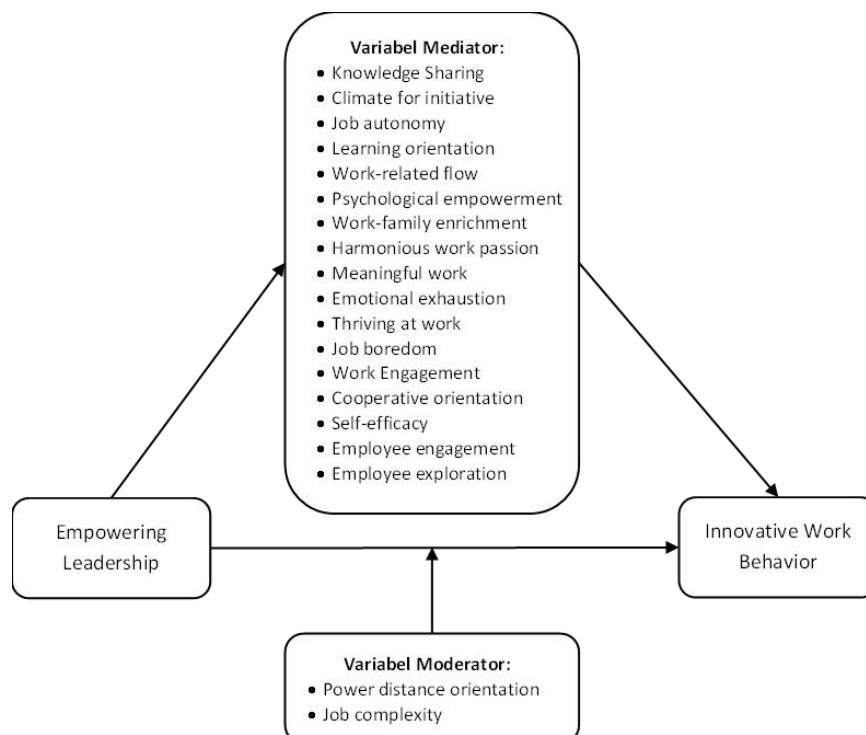 Variabel Mediator:
• Knowledge Sharing
• Climate for initiative
• Job autonomy
• Learning orientation
• Work-related flow
• Psychological empowerment
• Work-family enrichment
• Harmonious work passion
• Meaningful work
• Emotional exhaustion
• Thriving at work
• Job boredom
• Work Engagement
• Cooperative orientation
• Self-efficacy
• Employee engagement
• Employee exploration
Empowering
Leadership
Innovative Work
Behavior
Variabel Moderator:
• Power distance orientation
• Job complexity